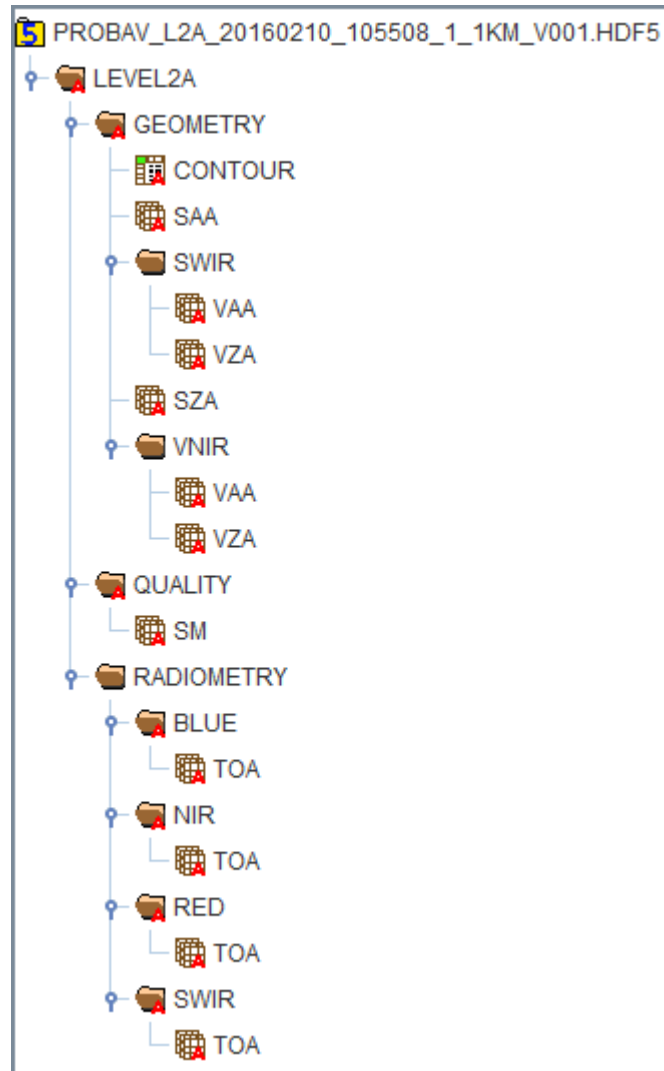 PROBAV_L2A_20160210_105508_1_1KM_V001.HDF5
LEVEL2A
GEOMETRY
CONTOUR
SAA
SWIR
VAA
VZA
SZA
VNIR
VAA
VZA
QUALITY
SM
RADIOMETRY
BLUE
TOA
NIR
TOA
RED
TOA
SWIR
TOA